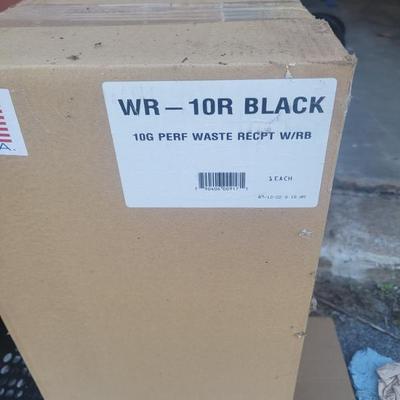 WR – 10R BLACK
10G PERF WASTE RECPT W/RB
1 EACH
.A.